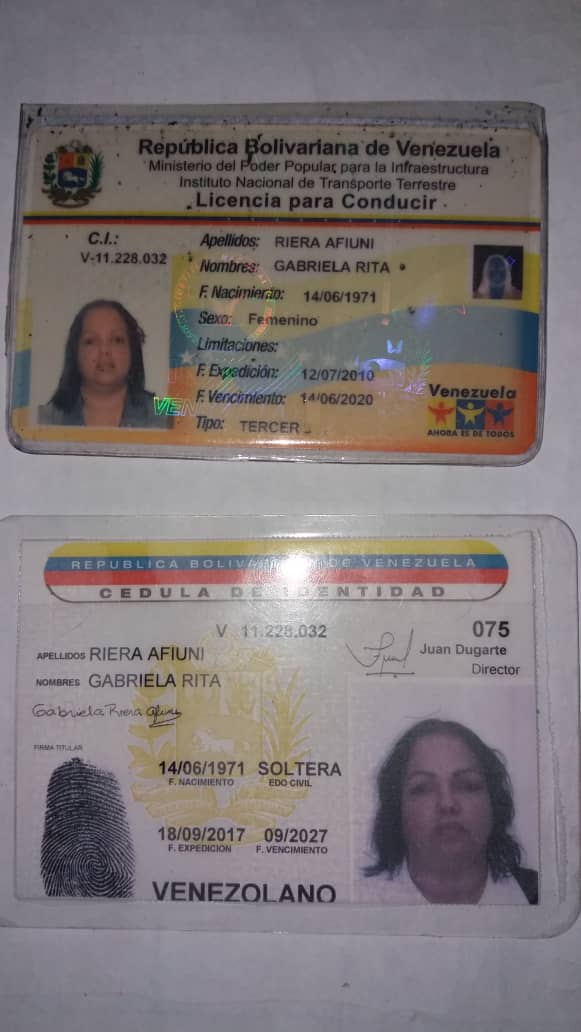 República Bolivariana de Venezuela
Ministerio del Poder Popular para la Infraestructura
Instituto Nacional de Transporte Terrestre
Licencia para Conducir
C.I.:
V-11.228.032
Apellidos: RIERA AFIUNI
Nombres: GABRIELA RITA
F. Nacimiento: 14/06/1971
Sexo: Femenino
Limitaciones:
F. Expedición: 12/07/2010
F. Vencimiento: 14/06/2020
Tipo: TERCER
VEN
Venezuela
AHORA ES DE TODOS
REPUBLICA BOLIVARIANA DE VENEZUELA
CEDULA DE IDENTIDAD
V 11.228.032
075
APELLIDOS RIERA AFIUNI
Juan Dugarte
Director
NOMBRES GABRIELA RITA
Gabriela Riera Afiuni
FIRMA TITULAR
14/06/1971 SOLTERA
F. NACIMIENTO EDO CIVIL
18/09/2017 09/2027
F. EXPEDICION F. VENCIMIENTO
VENEZOLANO